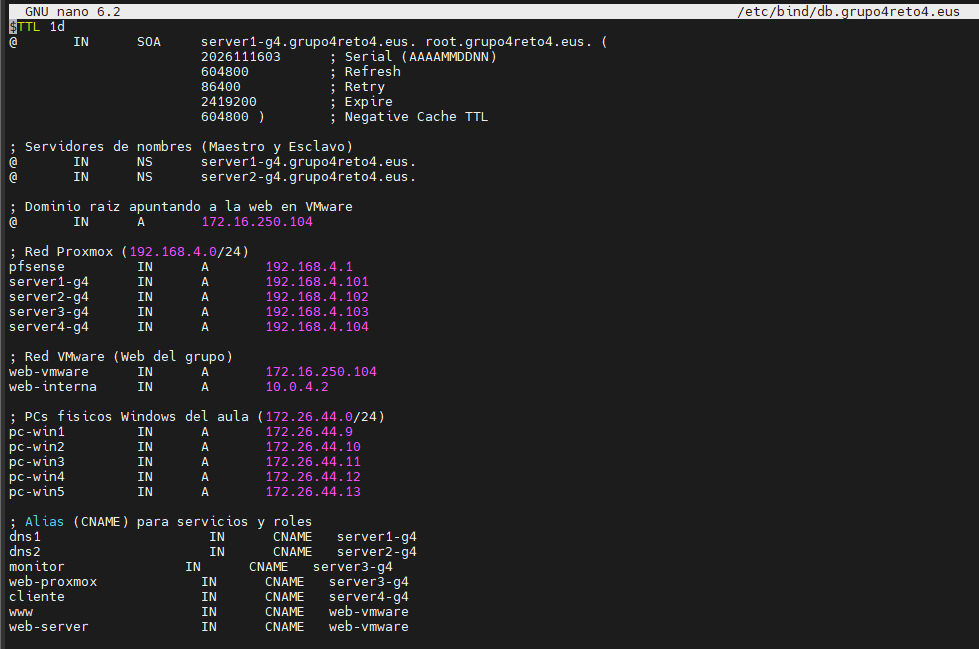 GNU nano 6.2 /etc/bind/db.grupo4reto4.eus
$TTL 1d
@ IN SOA server1-g4.grupo4reto4.eus. root.grupo4reto4.eus. (
2026111603 ; Serial (AAAAMMDDNN)
604800 ; Refresh
86400 ; Retry
2419200 ; Expire
604800 ) ; Negative Cache TTL
; Servidores de nombres (Maestro y Esclavo)
@ IN NS server1-g4.grupo4reto4.eus.
@ IN NS server2-g4.grupo4reto4.eus.
; Dominio raiz apuntando a la web en VMware
@ IN A 172.16.250.104
; Red Proxmox (192.168.4.0/24)
pfsense IN A 192.168.4.1
server1-g4 IN A 192.168.4.101
server2-g4 IN A 192.168.4.102
server3-g4 IN A 192.168.4.103
server4-g4 IN A 192.168.4.104
; Red VMware (Web del grupo)
web-vmware IN A 172.16.250.104
web-interna IN A 10.0.4.2
; PCs fisicos Windows del aula (172.26.44.0/24)
pc-win1 IN A 172.26.44.9
pc-win2 IN A 172.26.44.10
pc-win3 IN A 172.26.44.11
pc-win4 IN A 172.26.44.12
pc-win5 IN A 172.26.44.13
; Alias (CNAME) para servicios y roles
dns1 IN CNAME server1-g4
dns2 IN CNAME server2-g4
monitor IN CNAME server3-g4
web-proxmox IN CNAME server3-g4
cliente IN CNAME server4-g4
www IN CNAME web-vmware
web-server IN CNAME web-vmware